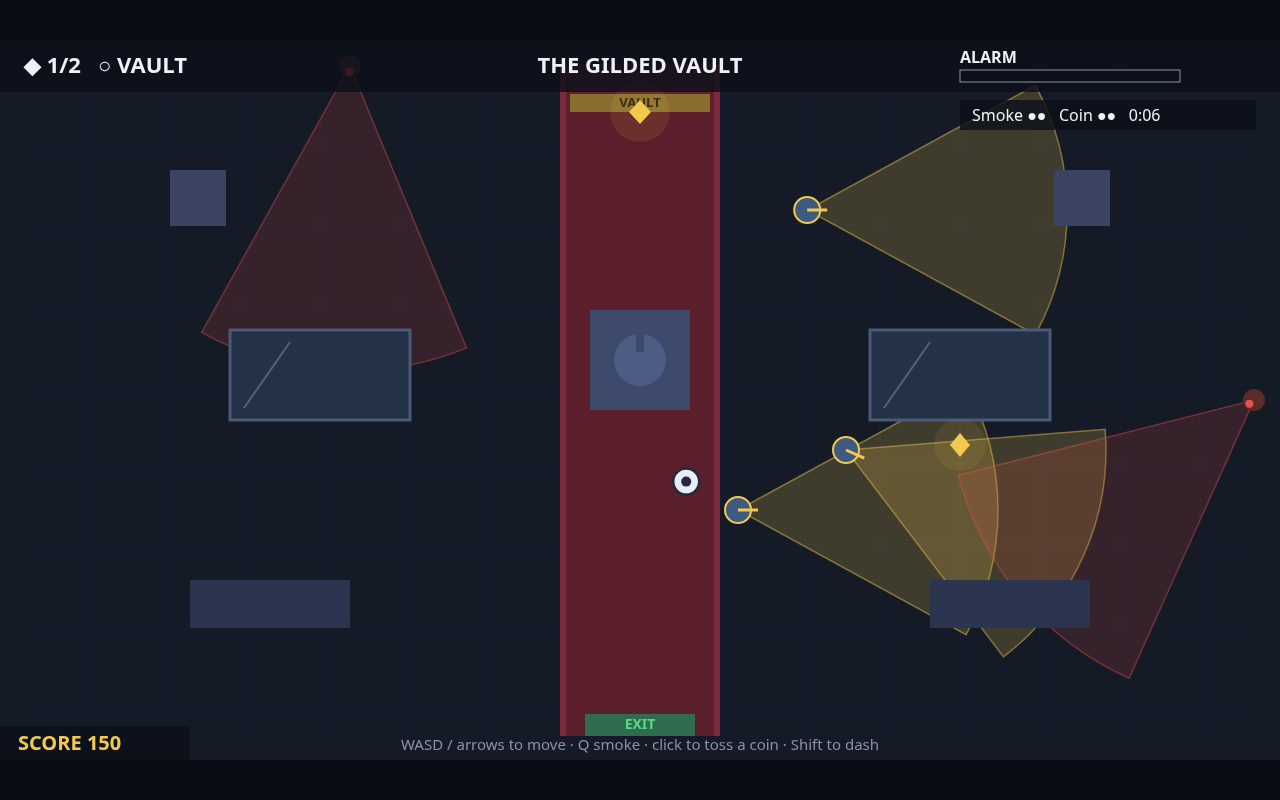 ◆ 1/2 ○ VAULT
THE GILDED VAULT
ALARM
Smoke ●● Coin ●● 0:06
VAULT
EXIT
SCORE 150
WASD / arrows to move · Q smoke · click to toss a coin · Shift to dash